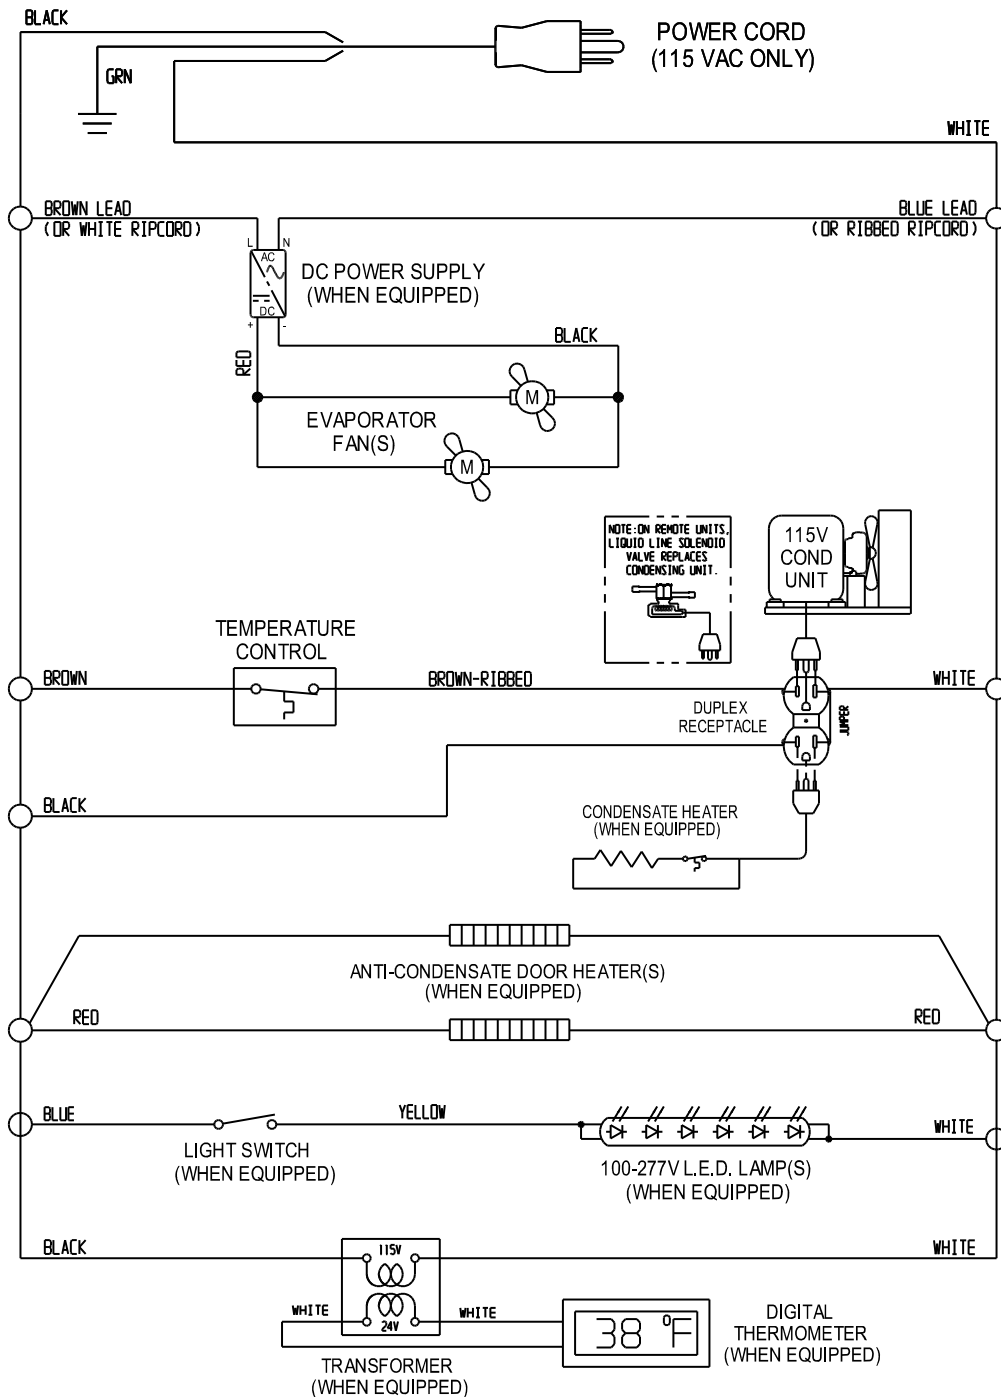 BLACK
POWER CORD
(115 VAC ONLY)
GRN
WHITE
BROWN LEAD
(OR WHITE RIPCORD)
BLUE LEAD
(OR RIBBED RIPCORD)
L
N
AC
DC
+
-
DC POWER SUPPLY
(WHEN EQUIPPED)
RED
BLACK
M
EVAPORATOR
FAN(S)
M
NOTE:ON REMOTE UNITS,
LIQUID LINE SOLENOID
VALVE REPLACES
CONDENSING UNIT.
115V
COND
UNIT
TEMPERATURE
CONTROL
BROWN
BROWN-RIBBED
WHITE
DUPLEX
RECEPTACLE
JUMPER
BLACK
CONDENSATE HEATER
(WHEN EQUIPPED)
ANTI-CONDENSATE DOOR HEATER(S)
(WHEN EQUIPPED)
RED
RED
BLUE
YELLOW
WHITE
LIGHT SWITCH
(WHEN EQUIPPED)
100-277V L.E.D. LAMP(S)
(WHEN EQUIPPED)
BLACK
115V
WHITE
WHITE
24V
WHITE
38 °F
DIGITAL
THERMOMETER
(WHEN EQUIPPED)
TRANSFORMER
(WHEN EQUIPPED)